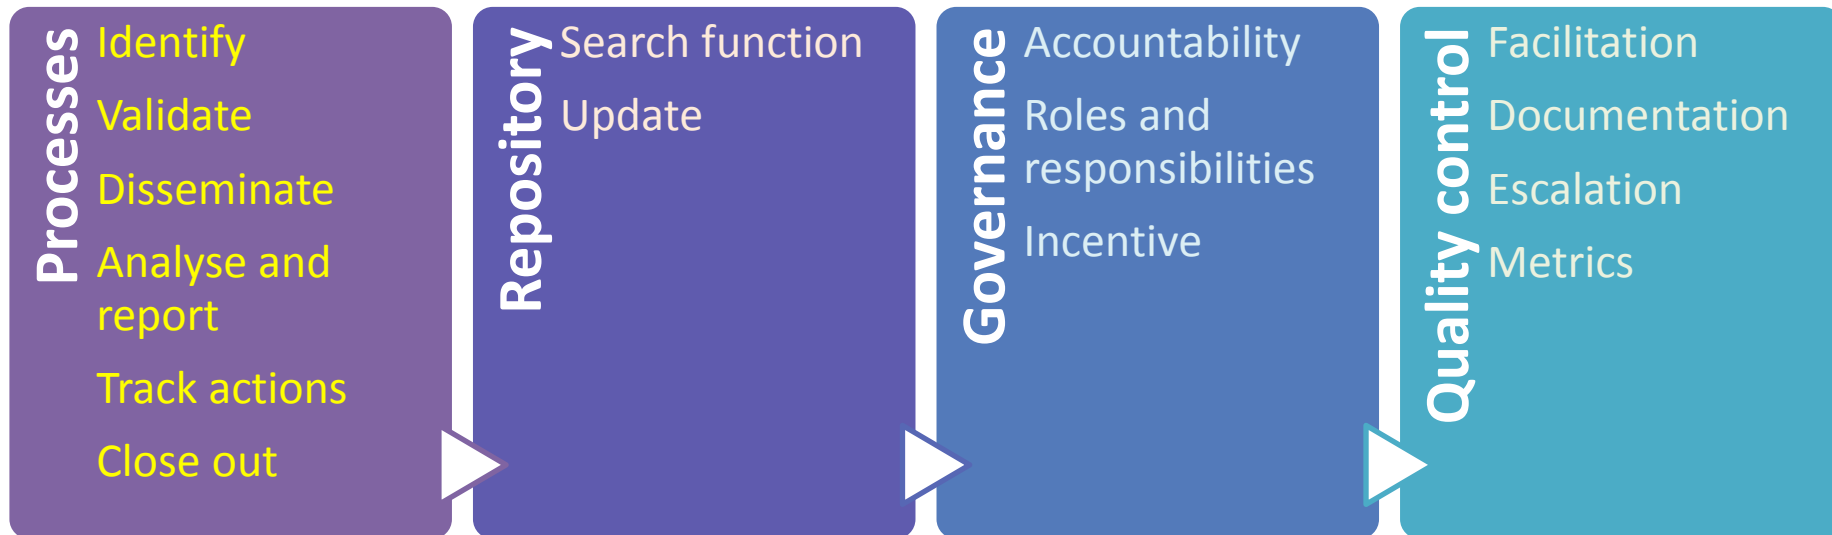 Processes
Identify
Validate
Disseminate
Analyse and
report
Track actions
Close out
Repository
Search function
Update
Governance
Accountability
Roles and
responsibilities
Incentive
Quality control
Facilitation
Documentation
Escalation
Metrics